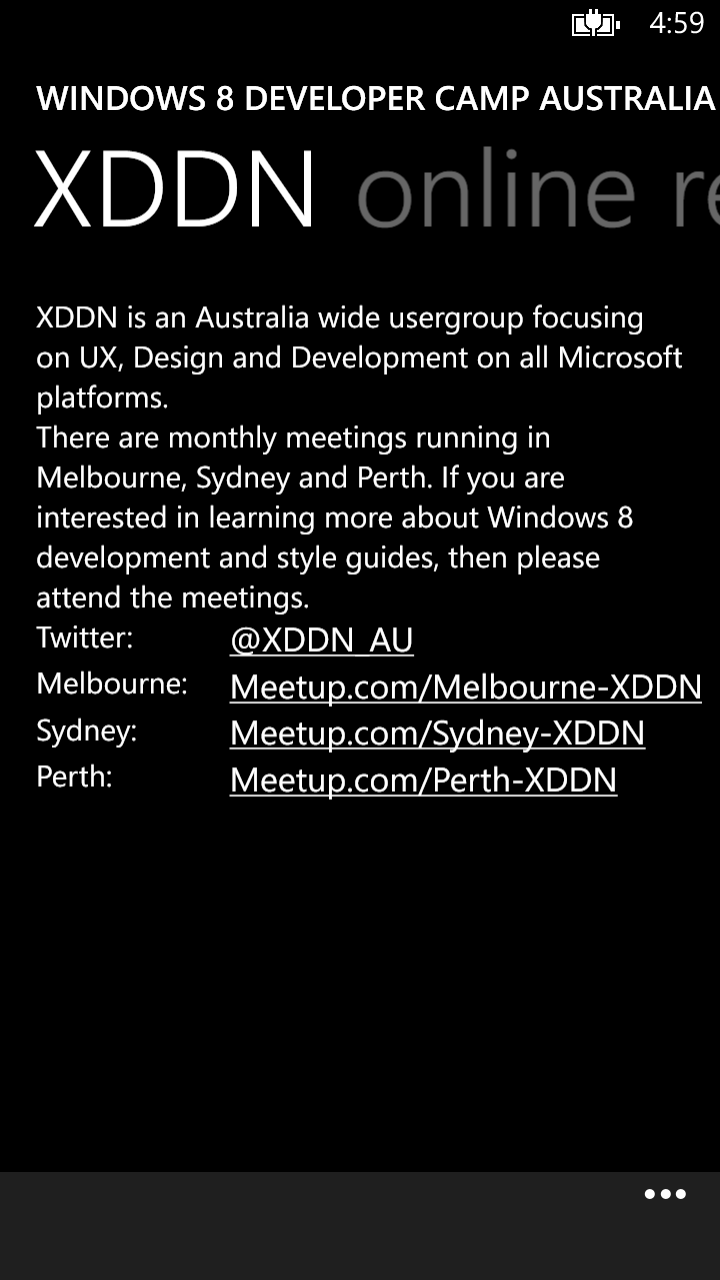 4:59
WINDOWS 8 DEVELOPER CAMP AUSTRALIA
XDDN online re
XDDN is an Australia wide usergroup focusing
on UX, Design and Development on all Microsoft
platforms.
There are monthly meetings running in
Melbourne, Sydney and Perth. If you are
interested in learning more about Windows 8
development and style guides, then please
attend the meetings.
Twitter: @XDDN_AU
Melbourne: Meetup.com/Melbourne-XDDN
Sydney: Meetup.com/Sydney-XDDN
Perth: Meetup.com/Perth-XDDN